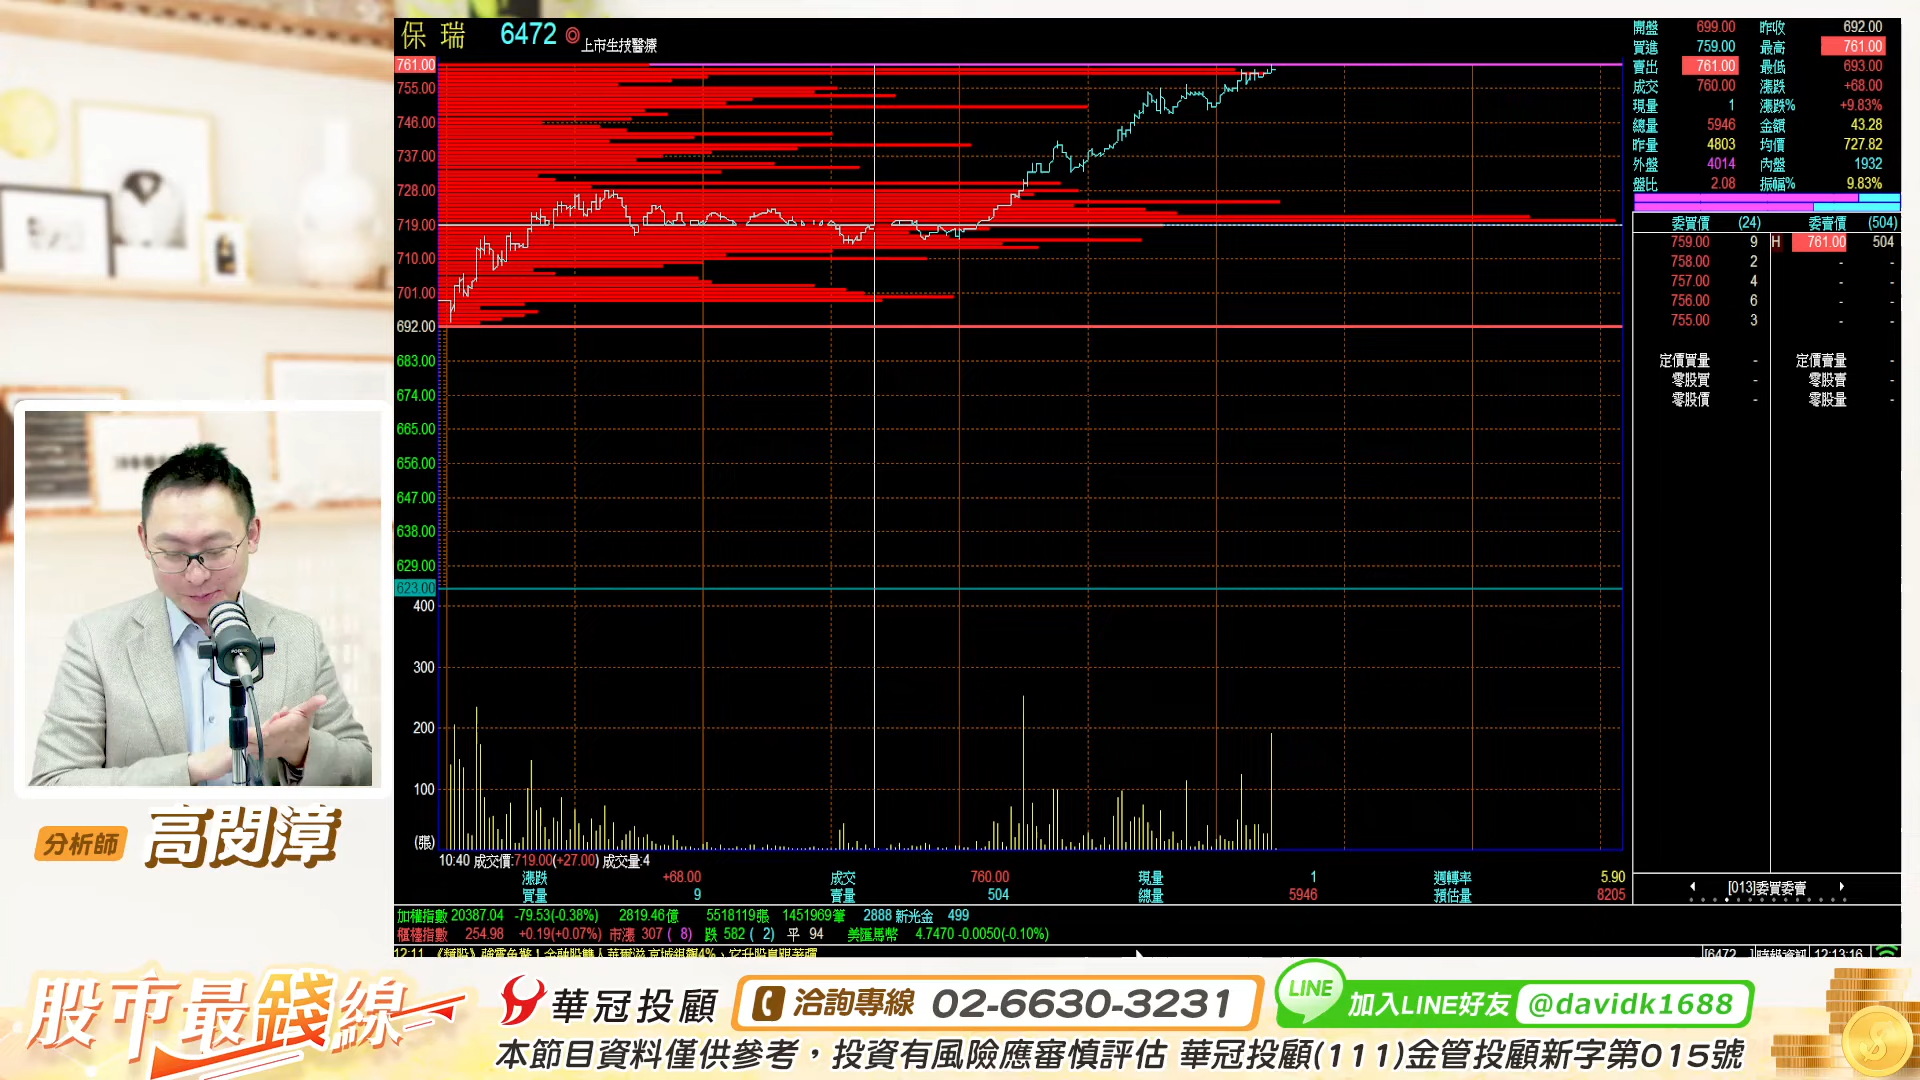 保 瑞 6472 ◎ 上市生技醫療
761.00
755.00
746.00
737.00
728.00
719.00
710.00
701.00
692.00
683.00
674.00
665.00
656.00
647.00
638.00
629.00
623.00
400
300
200
100
(張)
10:40 成交價:719.00(+27.00) 成交量:4
漲跌 +68.00 成交 760.00 現量 1 週轉率 5.90
買量 9 賣量 504 總量 5946 預估量 8205
加權指數 20387.04 -79.53(-0.38%) 2819.46億 5518119張 1451969筆 2888 新光金 499
櫃檯指數 254.98 +0.19(+0.07%) 市漲 307 ( 8) 跌 582 ( 2) 平 94 美匯馬幣 4.7470 -0.0050(-0.10%)
開盤 699.00 昨收 692.00
買進 759.00 最高 761.00
賣出 761.00 最低 693.00
成交 760.00 漲跌 +68.00
現量 1 漲跌% +9.83%
總量 5946 金額 43.28
昨量 4803 均價 727.82
外盤 4014 內盤 1932
盤比 2.08 振幅% 9.83%
委買價 (24) 委賣價 (504)
759.00 9 H 761.00 504
758.00 2 - -
757.00 4 - -
756.00 6 - -
755.00 3 - -
定價買量 - 定價賣量 -
零股買 - 零股賣 -
零股價 - 零股量 -
[013]委買委賣
12:13:16
分析師 高閔漳
股市最錢線
華冠投顧
洽詢專線 02-6630-3231
LINE 加入LINE好友 @davidk1688
本節目資料僅供參考，投資有風險應審慎評估 華冠投顧(111)金管投顧新字第015號